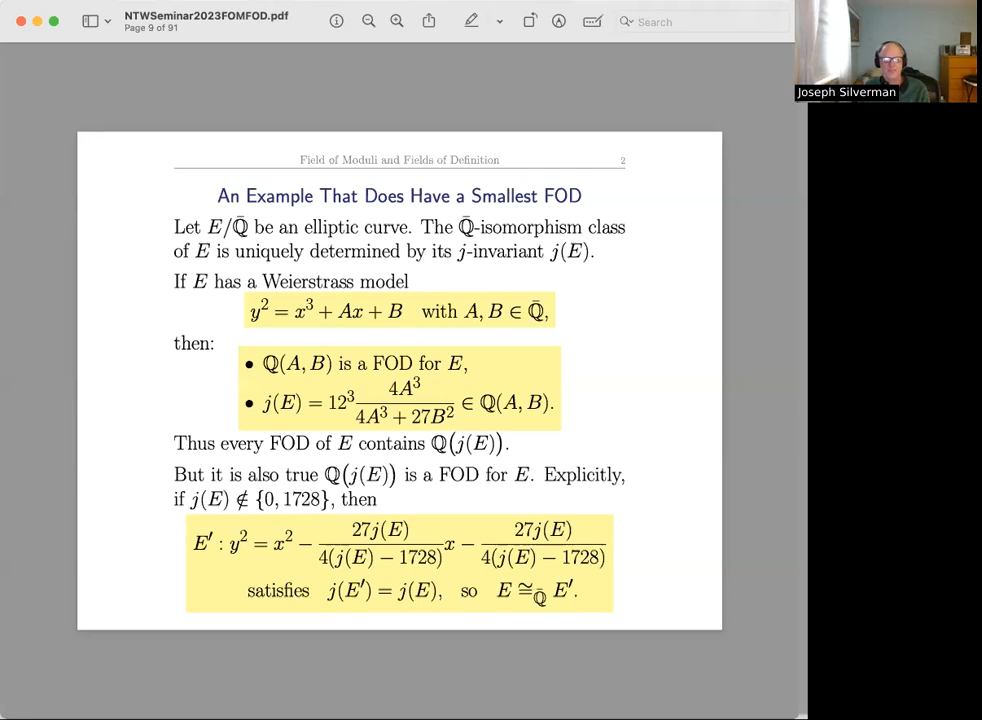 NTWSeminar2023FOMFOD.pdf
Page 9 of 91
Search
Joseph Silverman
Field of Moduli and Fields of Definition 2
An Example That Does Have a Smallest FOD
Let E/ℚ̄ be an elliptic curve. The ℚ̄-isomorphism class
of E is uniquely determined by its j-invariant j(E).
If E has a Weierstrass model
y² = x³ + Ax + B with A, B ∈ ℚ̄,
then:
• ℚ(A, B) is a FOD for E,
• j(E) = 12³ 4A³/(4A³ + 27B²) ∈ ℚ(A, B).
Thus every FOD of E contains ℚ(j(E)).
But it is also true ℚ(j(E)) is a FOD for E. Explicitly,
if j(E) ∉ {0, 1728}, then
E′ : y² = x² − 27j(E)/(4(j(E) − 1728)) x − 27j(E)/(4(j(E) − 1728))
satisfies j(E′) = j(E), so E ≅_ℚ̄ E′.